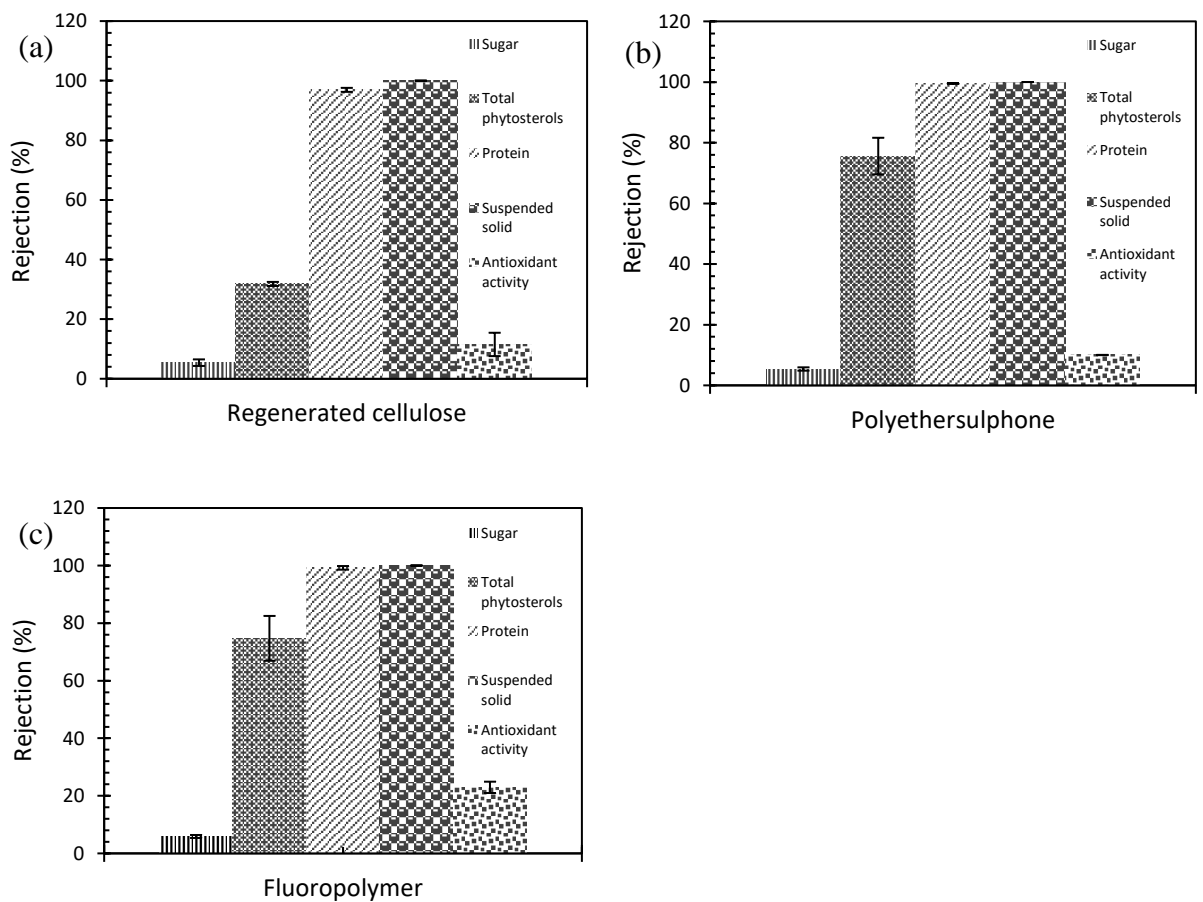 (a)
Rejection (%)
120
100
80
60
40
20
0
Sugar
Total
phytosterols
Protein
Suspended
solid
Antioxidant
activity
Regenerated cellulose
(b)
Rejection (%)
120
100
80
60
40
20
0
Sugar
Total
phytosterols
Protein
Suspended
solid
Antioxidant
activity
Polyethersulphone
(c)
Rejection (%)
120
100
80
60
40
20
0
Sugar
Total
phytosterols
Protein
Suspended
solid
Antioxidant
activity
Fluoropolymer